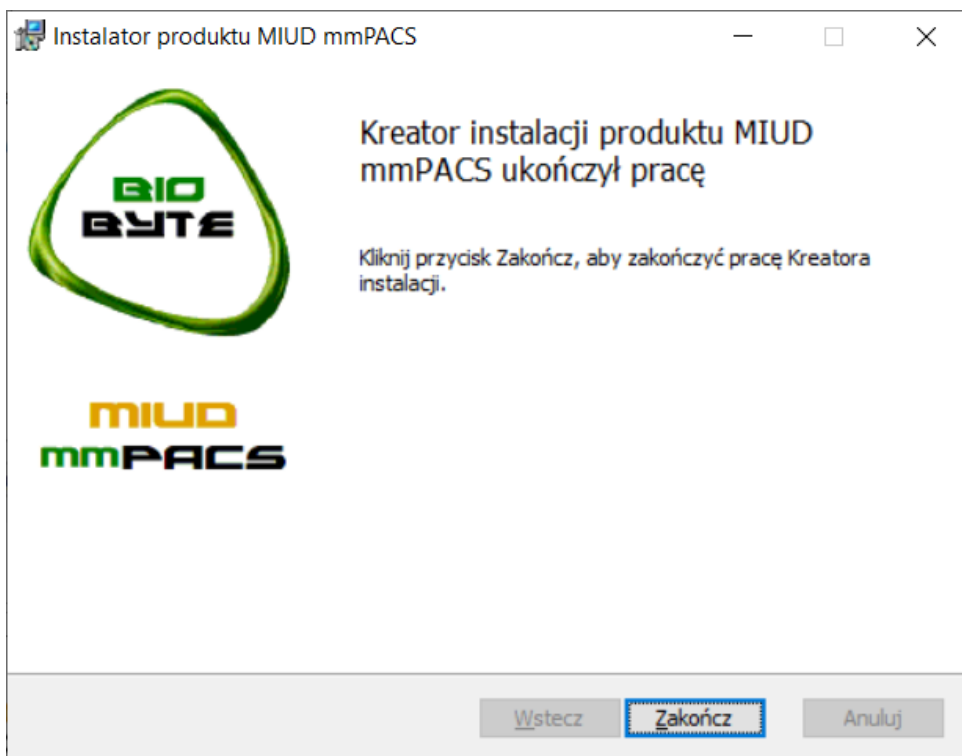 Instalator produktu MIUD mmPACS
BIO
BYTE
Kreator instalacji produktu MIUD
mmPACS ukończył pracę
Kliknij przycisk Zakończ, aby zakończyć pracę Kreatora
instalacji.
MIUD
mmPACS
Wstecz
Zakończ
Anuluj